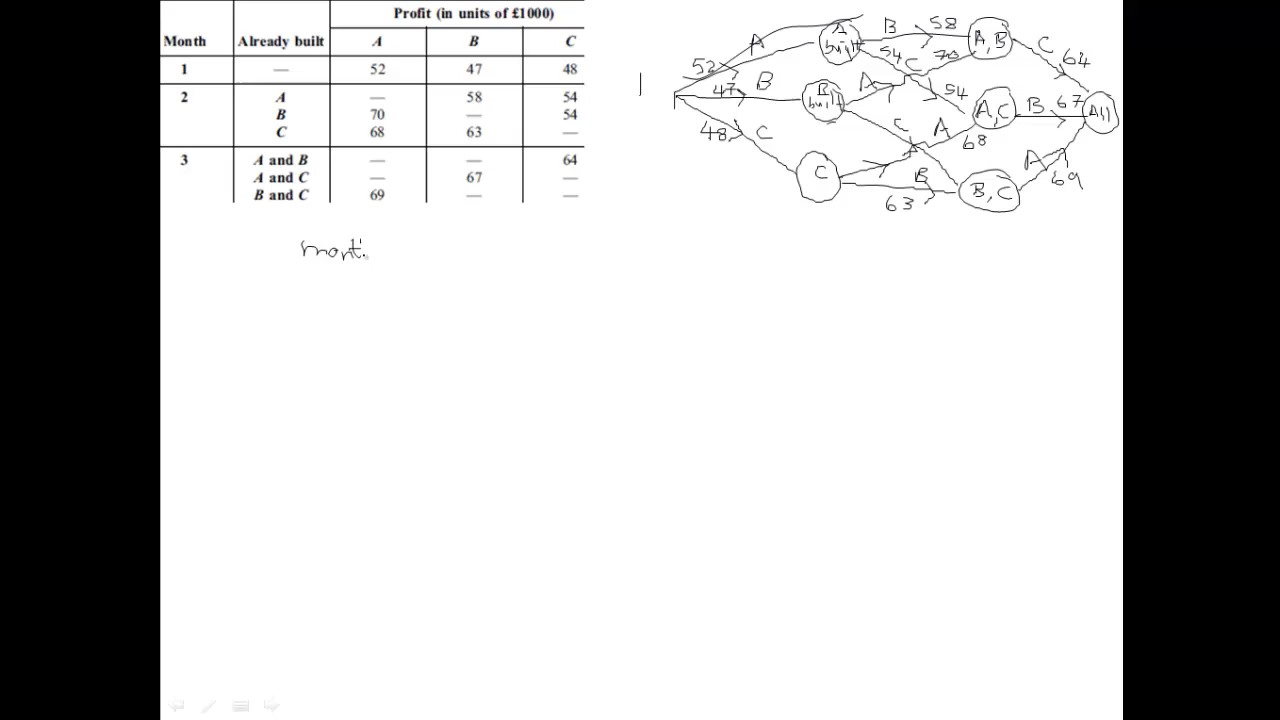 Profit (in units of £1000)
Month Already built A B C
1 — 52 47 48
2 A — 58 54
B 70 — 54
C 68 63 —
3 A and B — — 64
A and C — 67 —
B and C 69 — —
1
A
52
B
47
C
48
A
built
B
built
C
B
58
54
C
70
A
54
C
A
68
B
63
A, B
A, C
B, C
C
64
B
67
A
69
All
mont